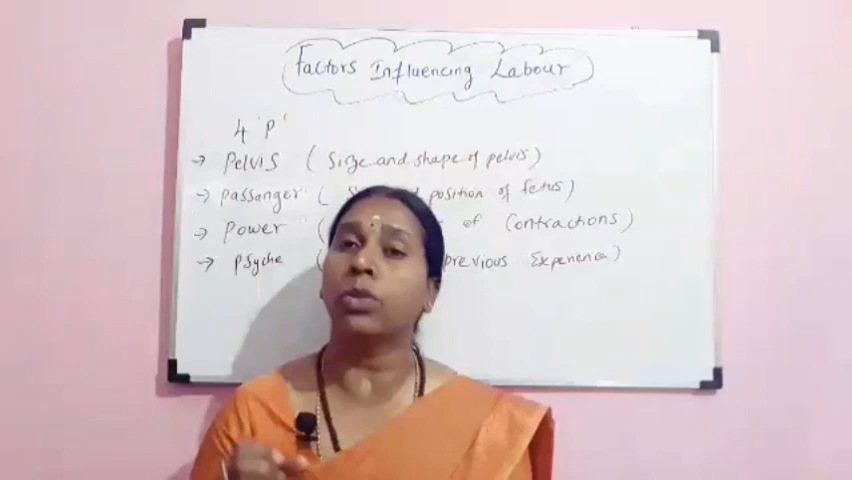 Factors Influencing Labour
4 'P'
→ Pelvis ( Size and shape of pelvis)
→ Passanger ( position of fetus)
→ Power ( of Contractions)
→ Psyche ( previous Experience)